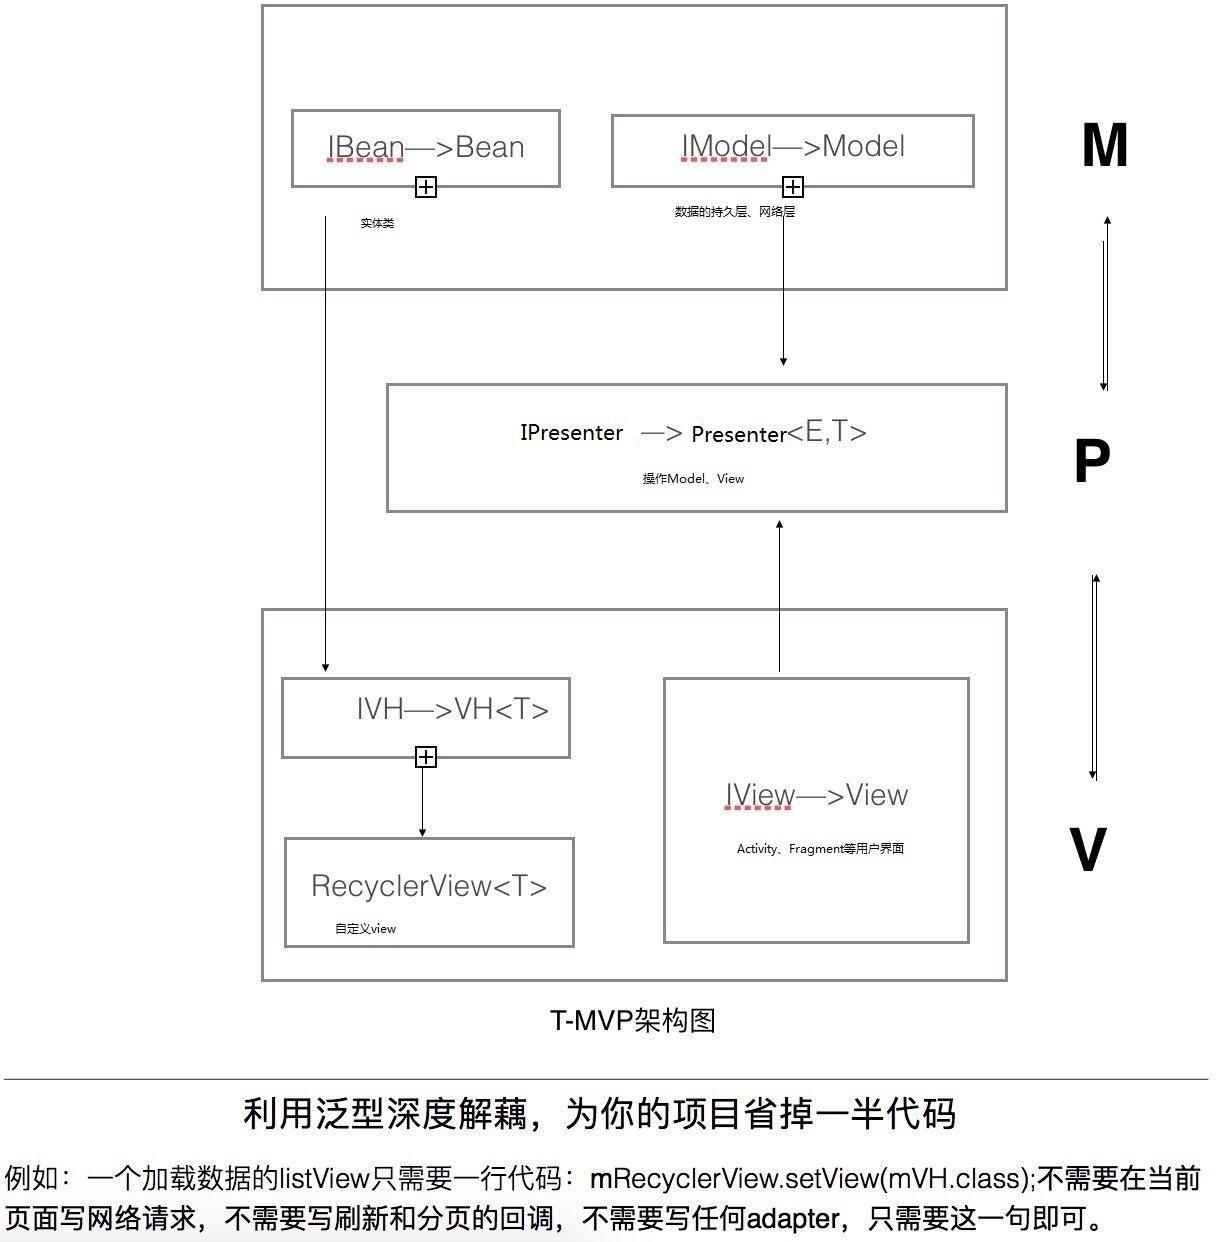 IBean—>Bean
IModel—>Model
M
实体类
数据的持久层、网络层
IPresenter —> Presenter<E,T>
操作Model、View
P
IVH—>VH<T>
IView—>View
Activity、Fragment等用户界面
V
RecyclerView<T>
自定义view
T-MVP架构图
利用泛型深度解藕，为你的项目省掉一半代码
例如：一个加载数据的listView只需要一行代码：mRecyclerView.setView(mVH.class);不需要在当前
页面写网络请求，不需要写刷新和分页的回调，不需要写任何adapter，只需要这一句即可。